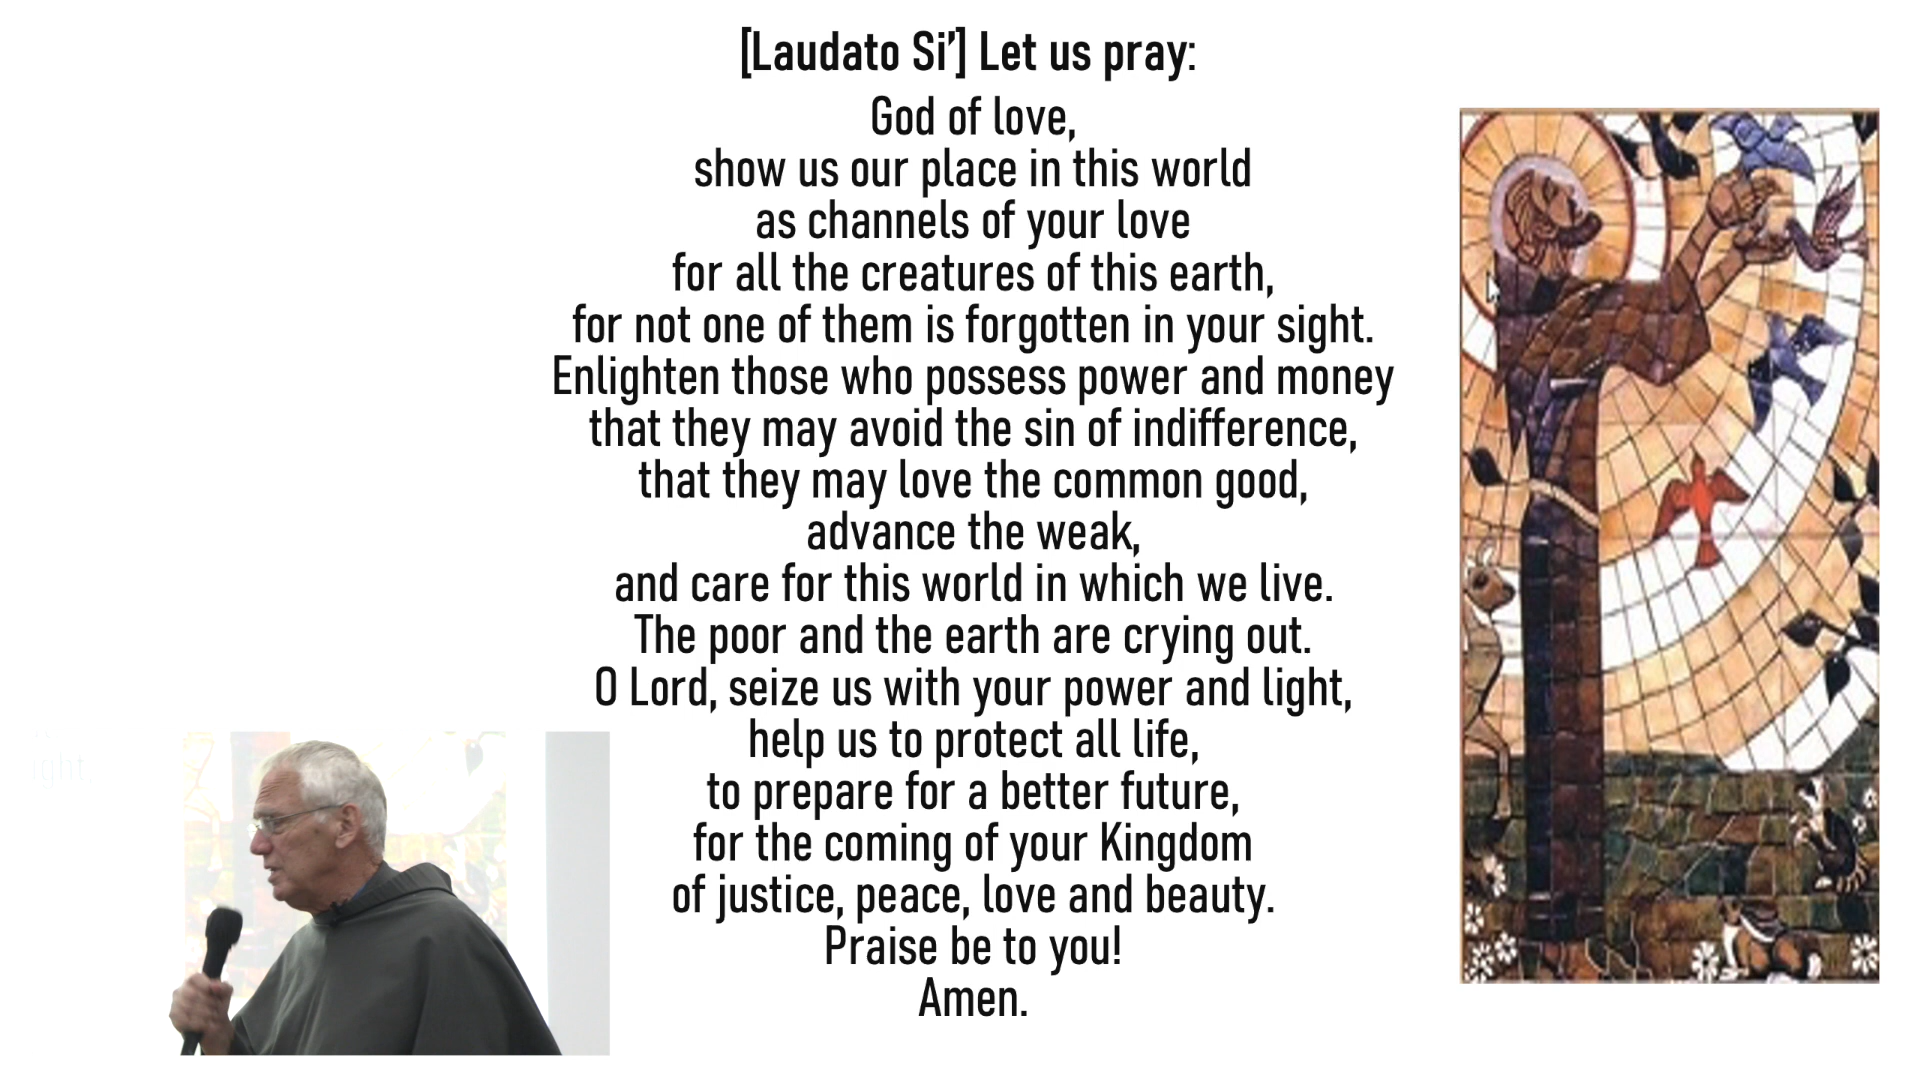 [Laudato Si’] Let us pray:
God of love,
show us our place in this world
as channels of your love
for all the creatures of this earth,
for not one of them is forgotten in your sight.
Enlighten those who possess power and money
that they may avoid the sin of indifference,
that they may love the common good,
advance the weak,
and care for this world in which we live.
The poor and the earth are crying out.
O Lord, seize us with your power and light,
help us to protect all life,
to prepare for a better future,
for the coming of your Kingdom
of justice, peace, love and beauty.
Praise be to you!
Amen.